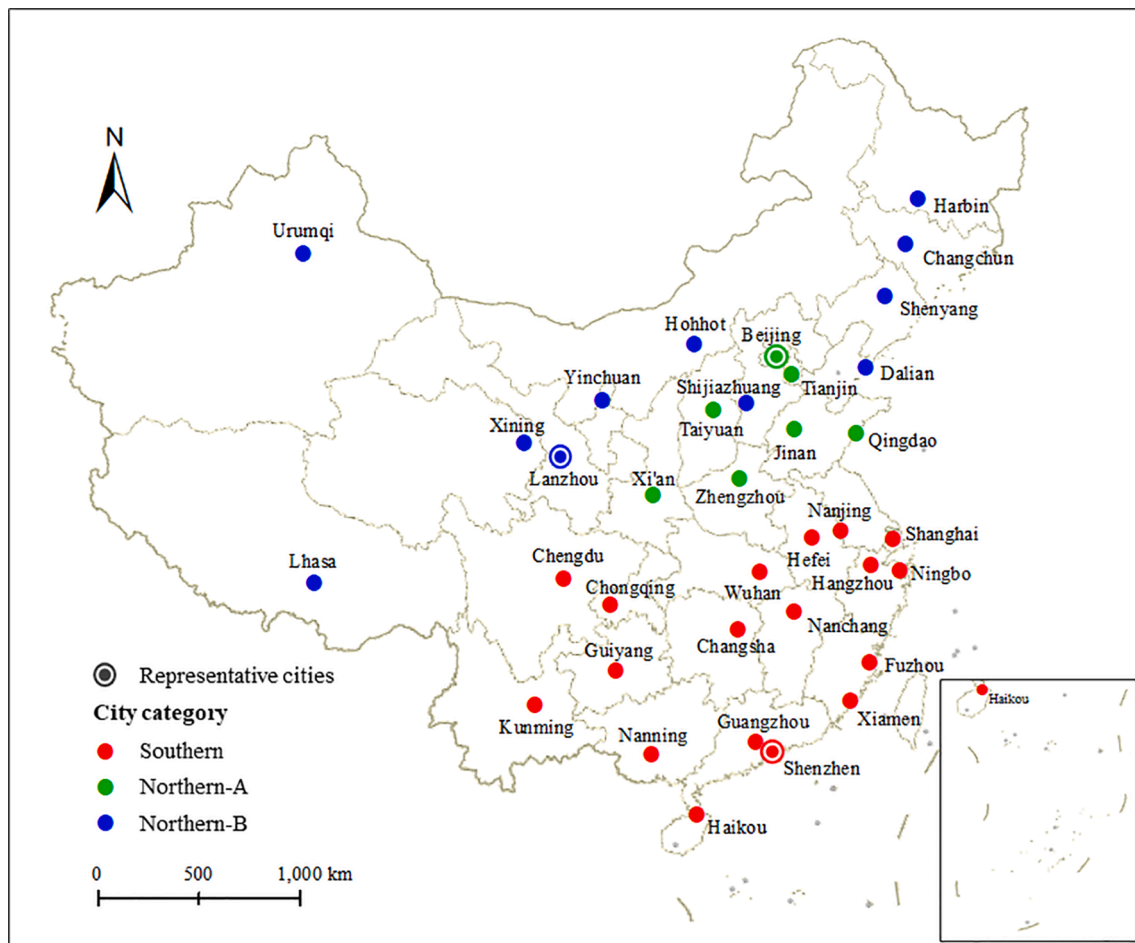 N
Harbin
Urumqi
Changchun
Shenyang
Hohhot
Beijing
Dalian
Yinchuan
Shijiazhuang
Tianjin
Xining
Taiyuan
Qingdao
Jinan
Lanzhou
Xi'an
Zhengzhou
Nanjing
Shanghai
Hefei
Chengdu
Lhasa
Hangzhou
Ningbo
Chongqing
Wuhan
Nanchang
Changsha
Guiyang
Fuzhou
Representative cities
Haikou
City category
Xiamen
Guangzhou
Kunming
Nanning
Southern
Shenzhen
Northern-A
Northern-B
Haikou
0 500 1,000 km